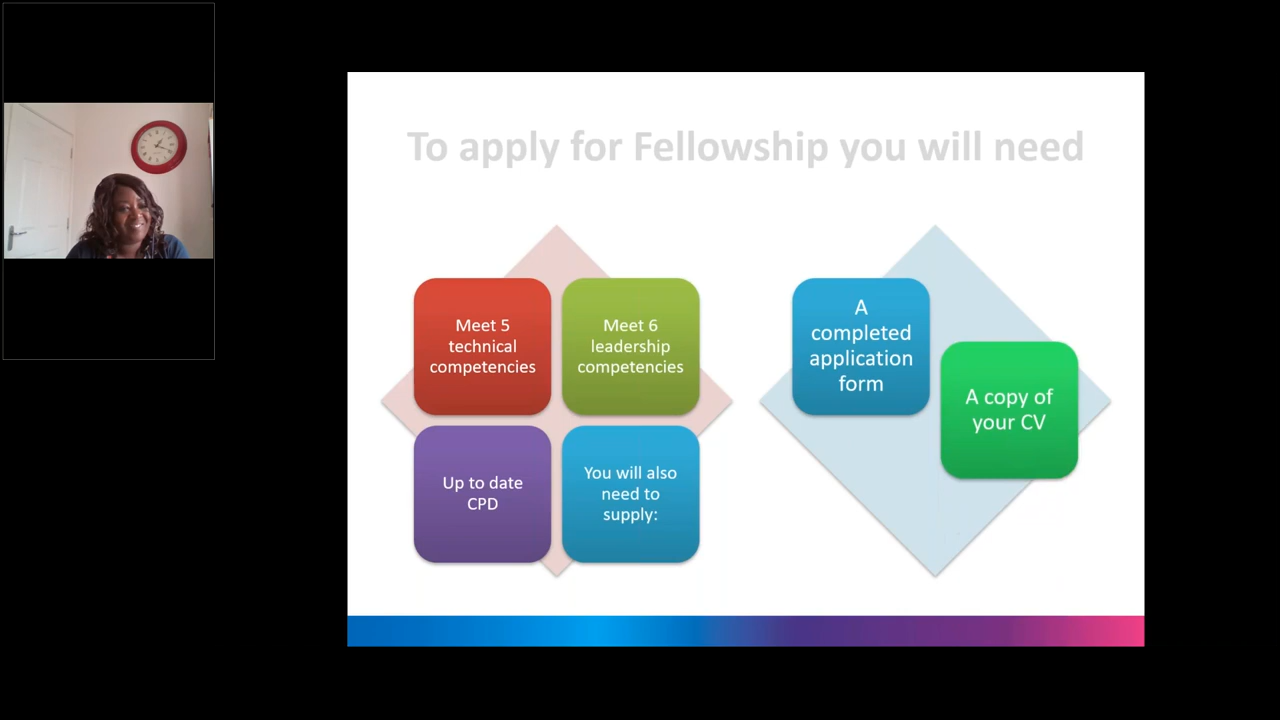 To apply for Fellowship you will need
Meet 5
technical
competencies
Meet 6
leadership
competencies
Up to date
CPD
You will also
need to
supply:
A
completed
application
form
A copy of
your CV